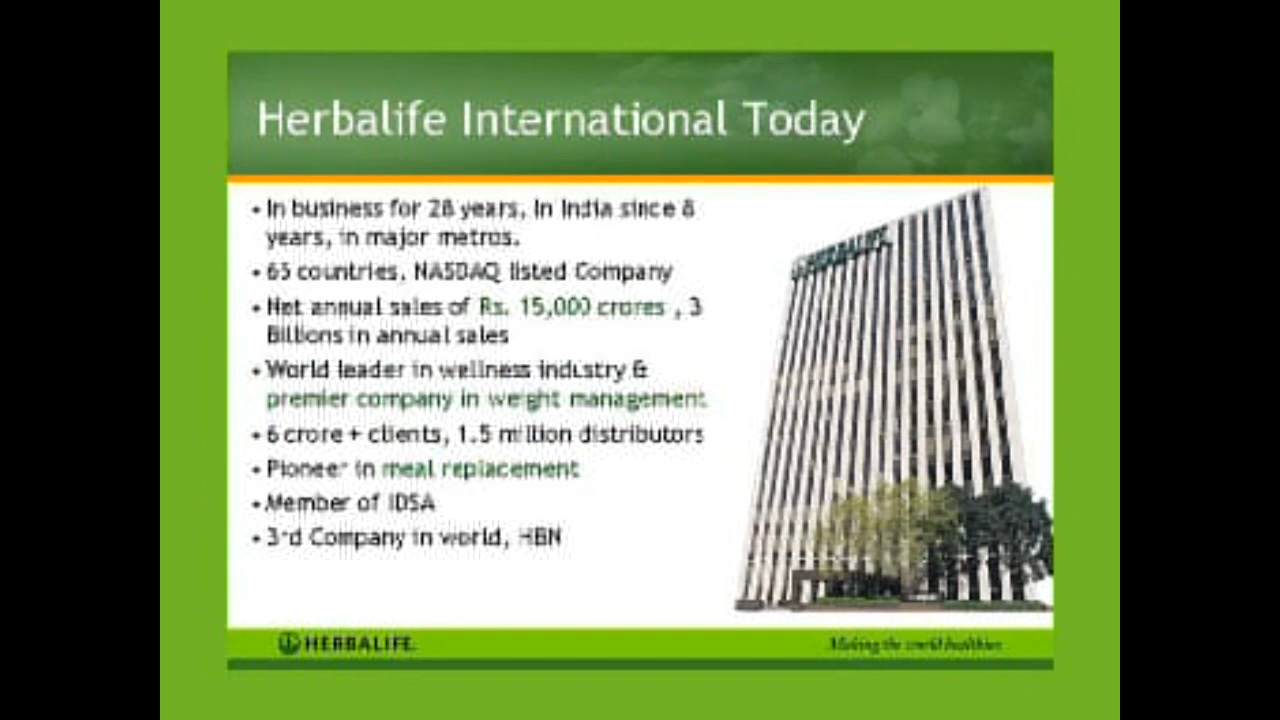 Herbalife International Today
• In business for 28 years, in India since 8
years, in major metros.
• 65 countries, NASDAQ listed Company
• Net annual sales of Rs. 15,000 crores , 3
Billions in annual sales
• World leader in wellness industry &
premier company in weight management
• 6 crore + clients, 1.5 million distributors
• Pioneer in meal replacement
• Member of IDSA
• 3rd Company in world, HBN
HERBALIFE
HERBALIFE.
Making the world healthier.